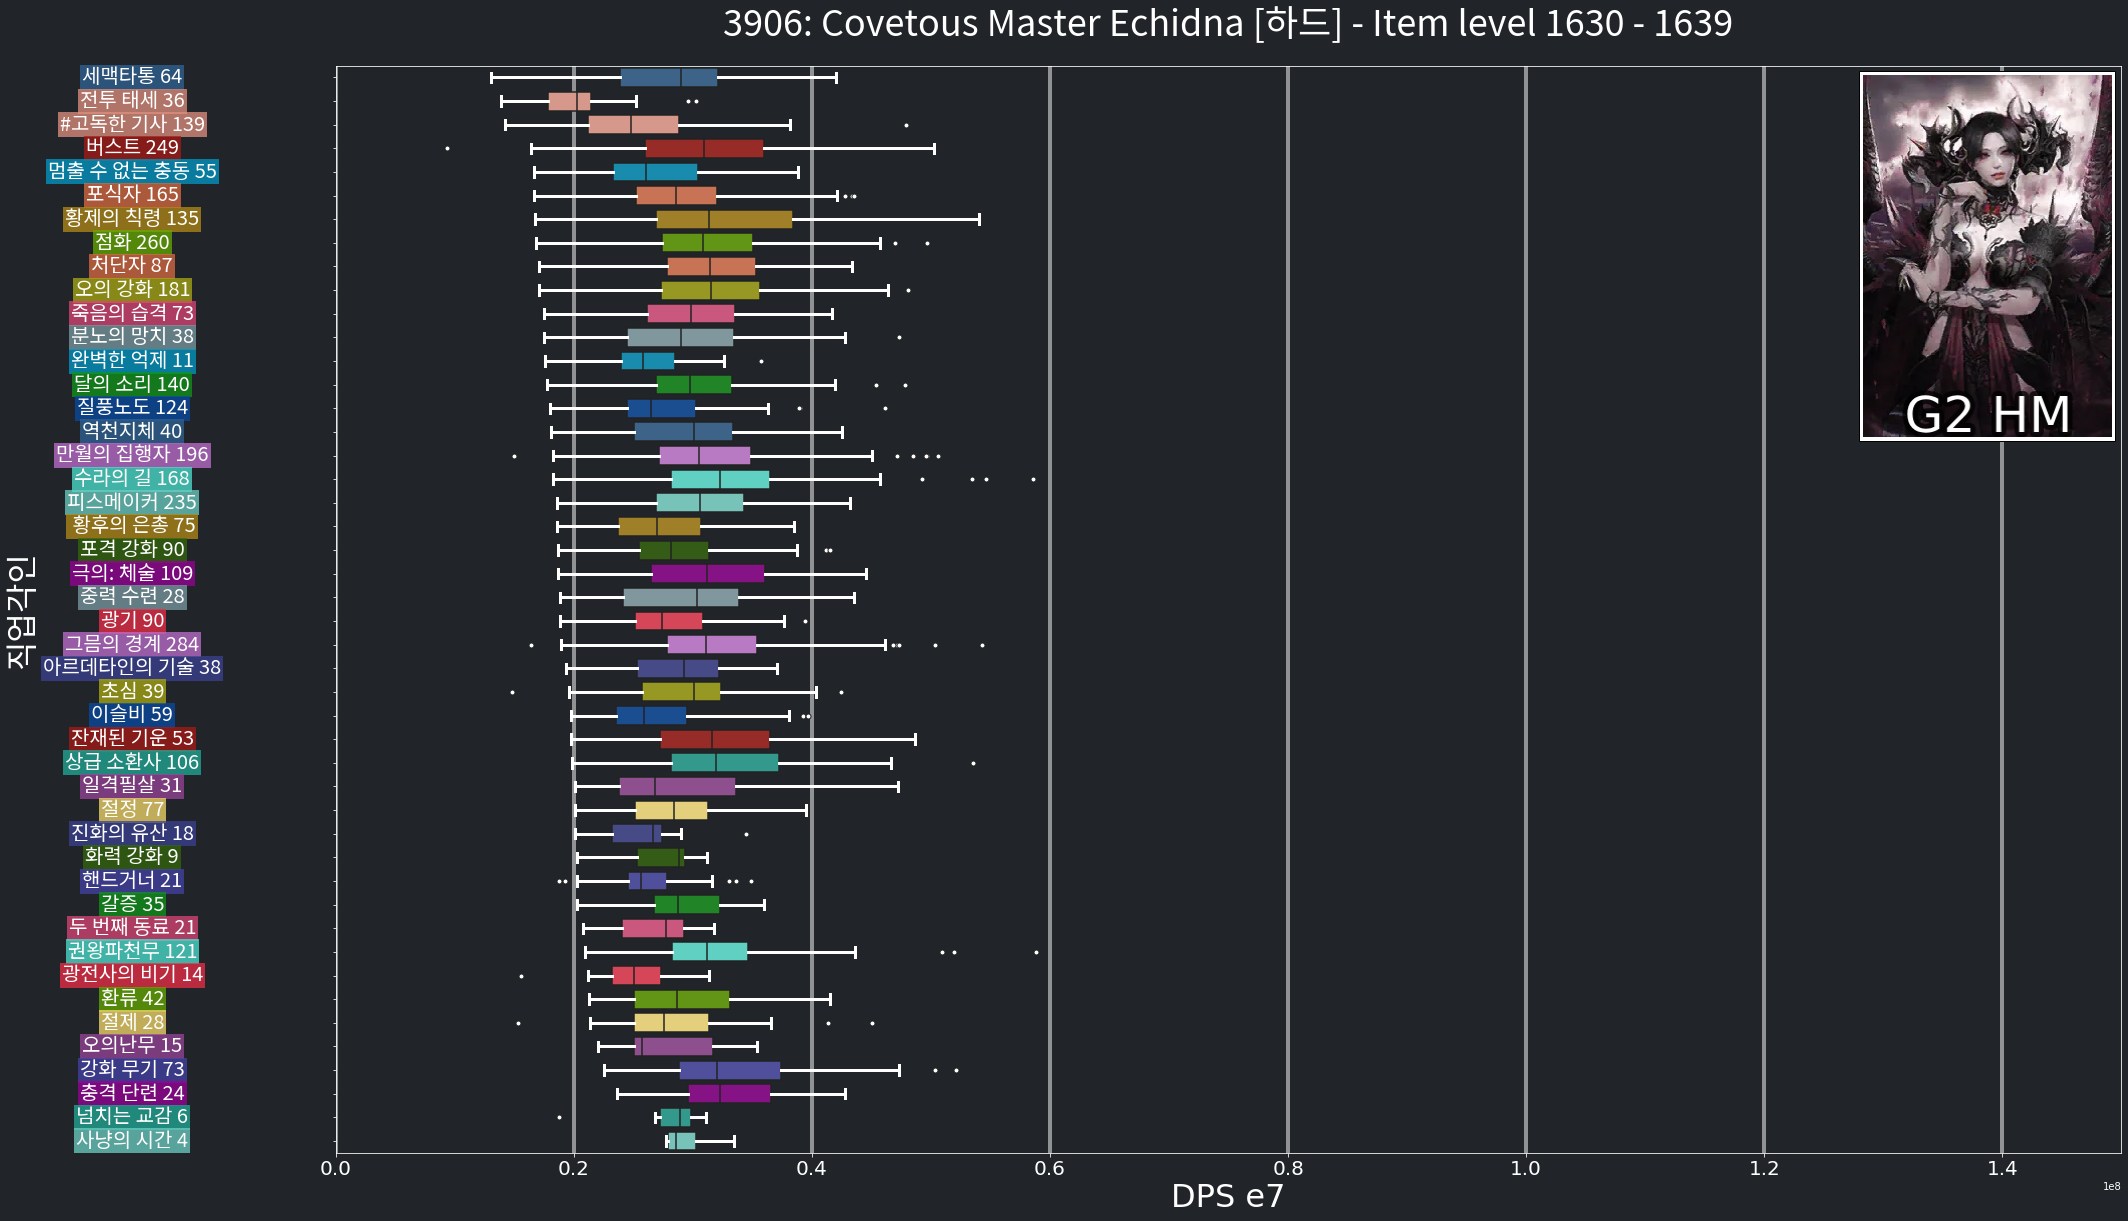 3906: Covetous Master Echidna [하드] - Item level 1630 - 1639
세맥타통 64
전투 태세 36
#고독한 기사 139
버스트 249
멈출 수 없는 충동 55
포식자 165
황제의 칙령 135
점화 260
처단자 87
오의 강화 181
죽음의 습격 73
분노의 망치 38
완벽한 억제 11
달의 소리 140
질풍노도 124
역천지체 40
만월의 집행자 196
수라의 길 168
피스메이커 235
황후의 은총 75
포격 강화 90
극의: 체술 109
중력 수련 28
광기 90
그믐의 경계 284
아르데타인의 기술 38
초심 39
이슬비 59
잔재된 기운 53
상급 소환사 106
일격필살 31
절정 77
진화의 유산 18
화력 강화 9
핸드거너 21
갈증 35
두 번째 동료 21
권왕파천무 121
광전사의 비기 14
환류 42
절제 28
오의난무 15
강화 무기 73
충격 단련 24
넘치는 교감 6
사냥의 시간 4
직업각인
G2 HM
0.0 0.2 0.4 0.6 0.8 1.0 1.2 1.4
1e8
DPS e7